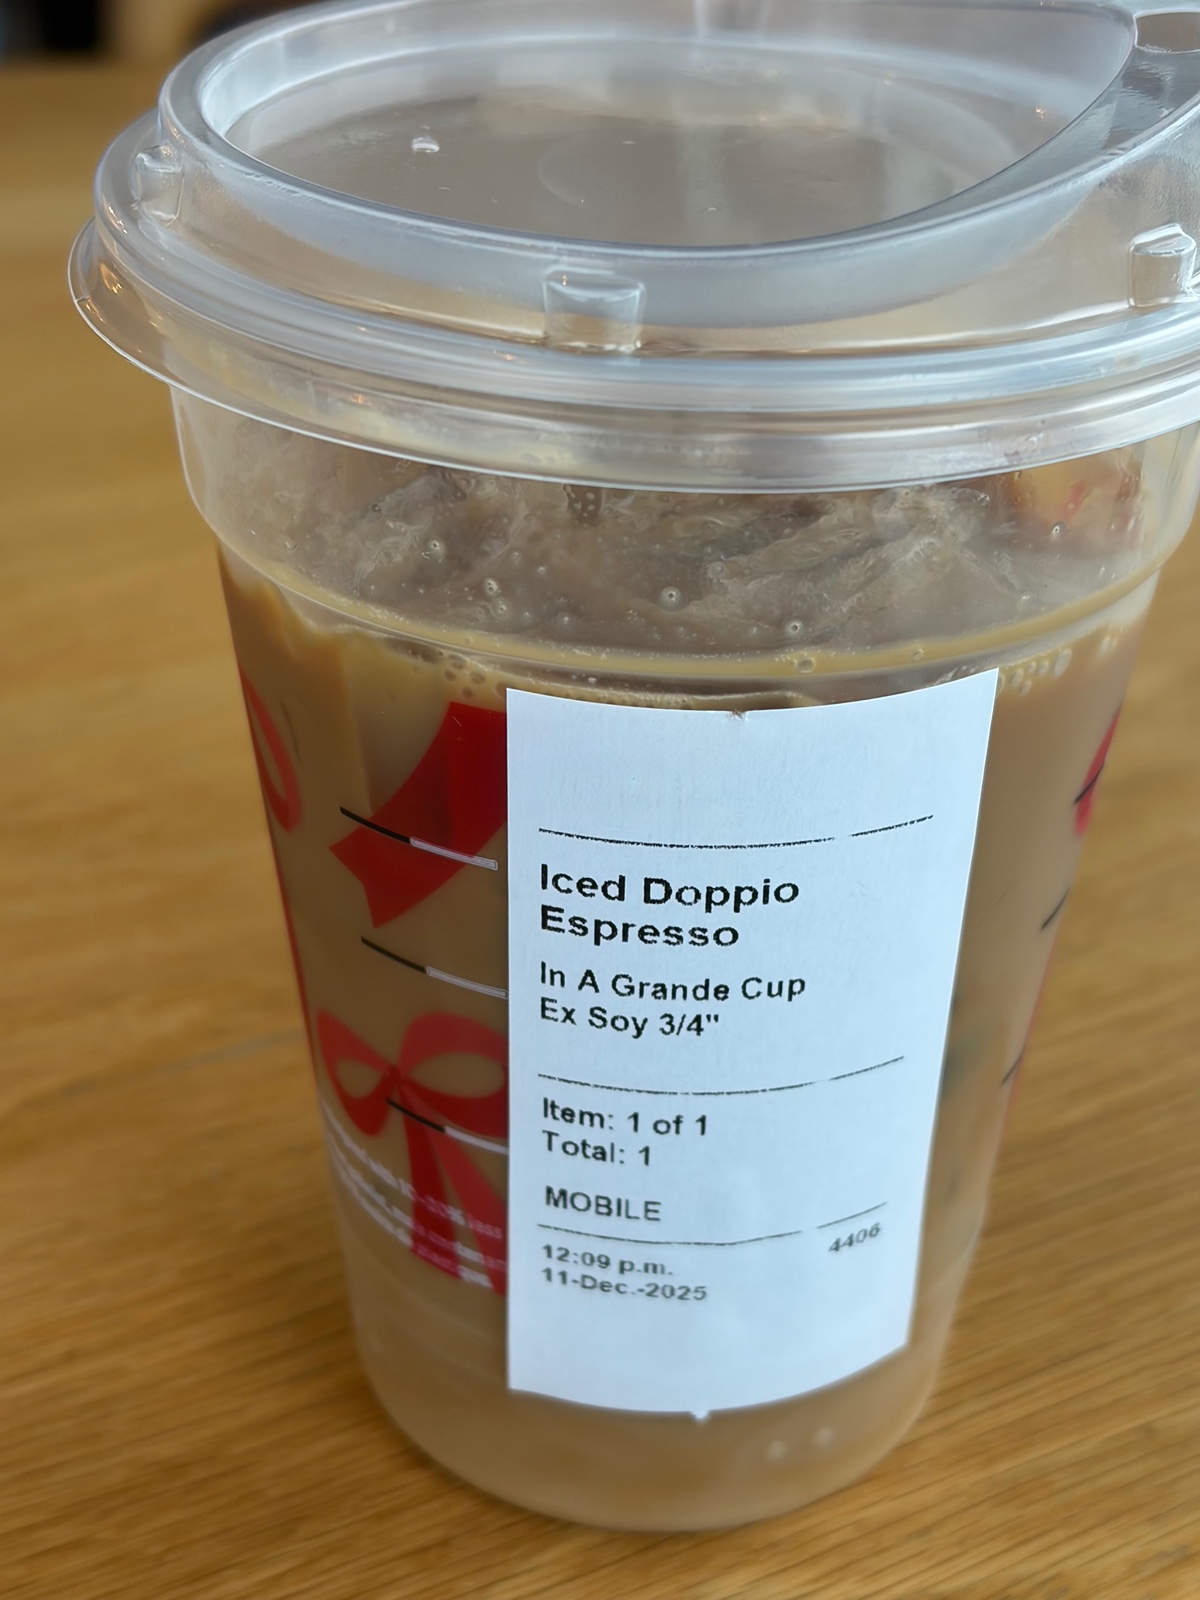 Iced Doppio
Espresso
In A Grande Cup
Ex Soy 3/4"
Item: 1 of 1
Total: 1
MOBILE
4406
12:09 p.m.
11-Dec.-2025